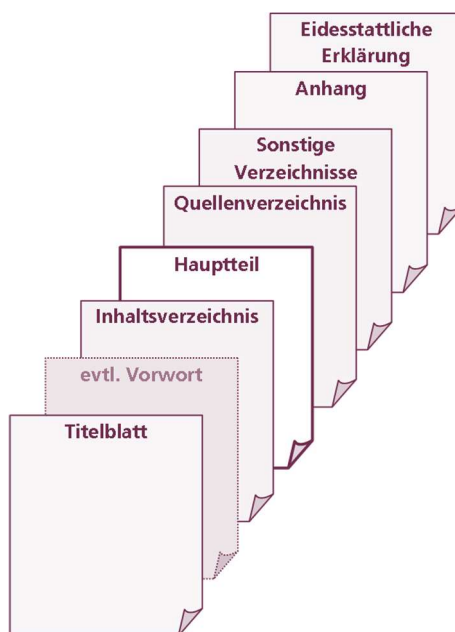 Eidesstattliche
Erklärung
Anhang
Sonstige
Verzeichnisse
Quellenverzeichnis
Hauptteil
Inhaltsverzeichnis
evtl. Vorwort
Titelblatt